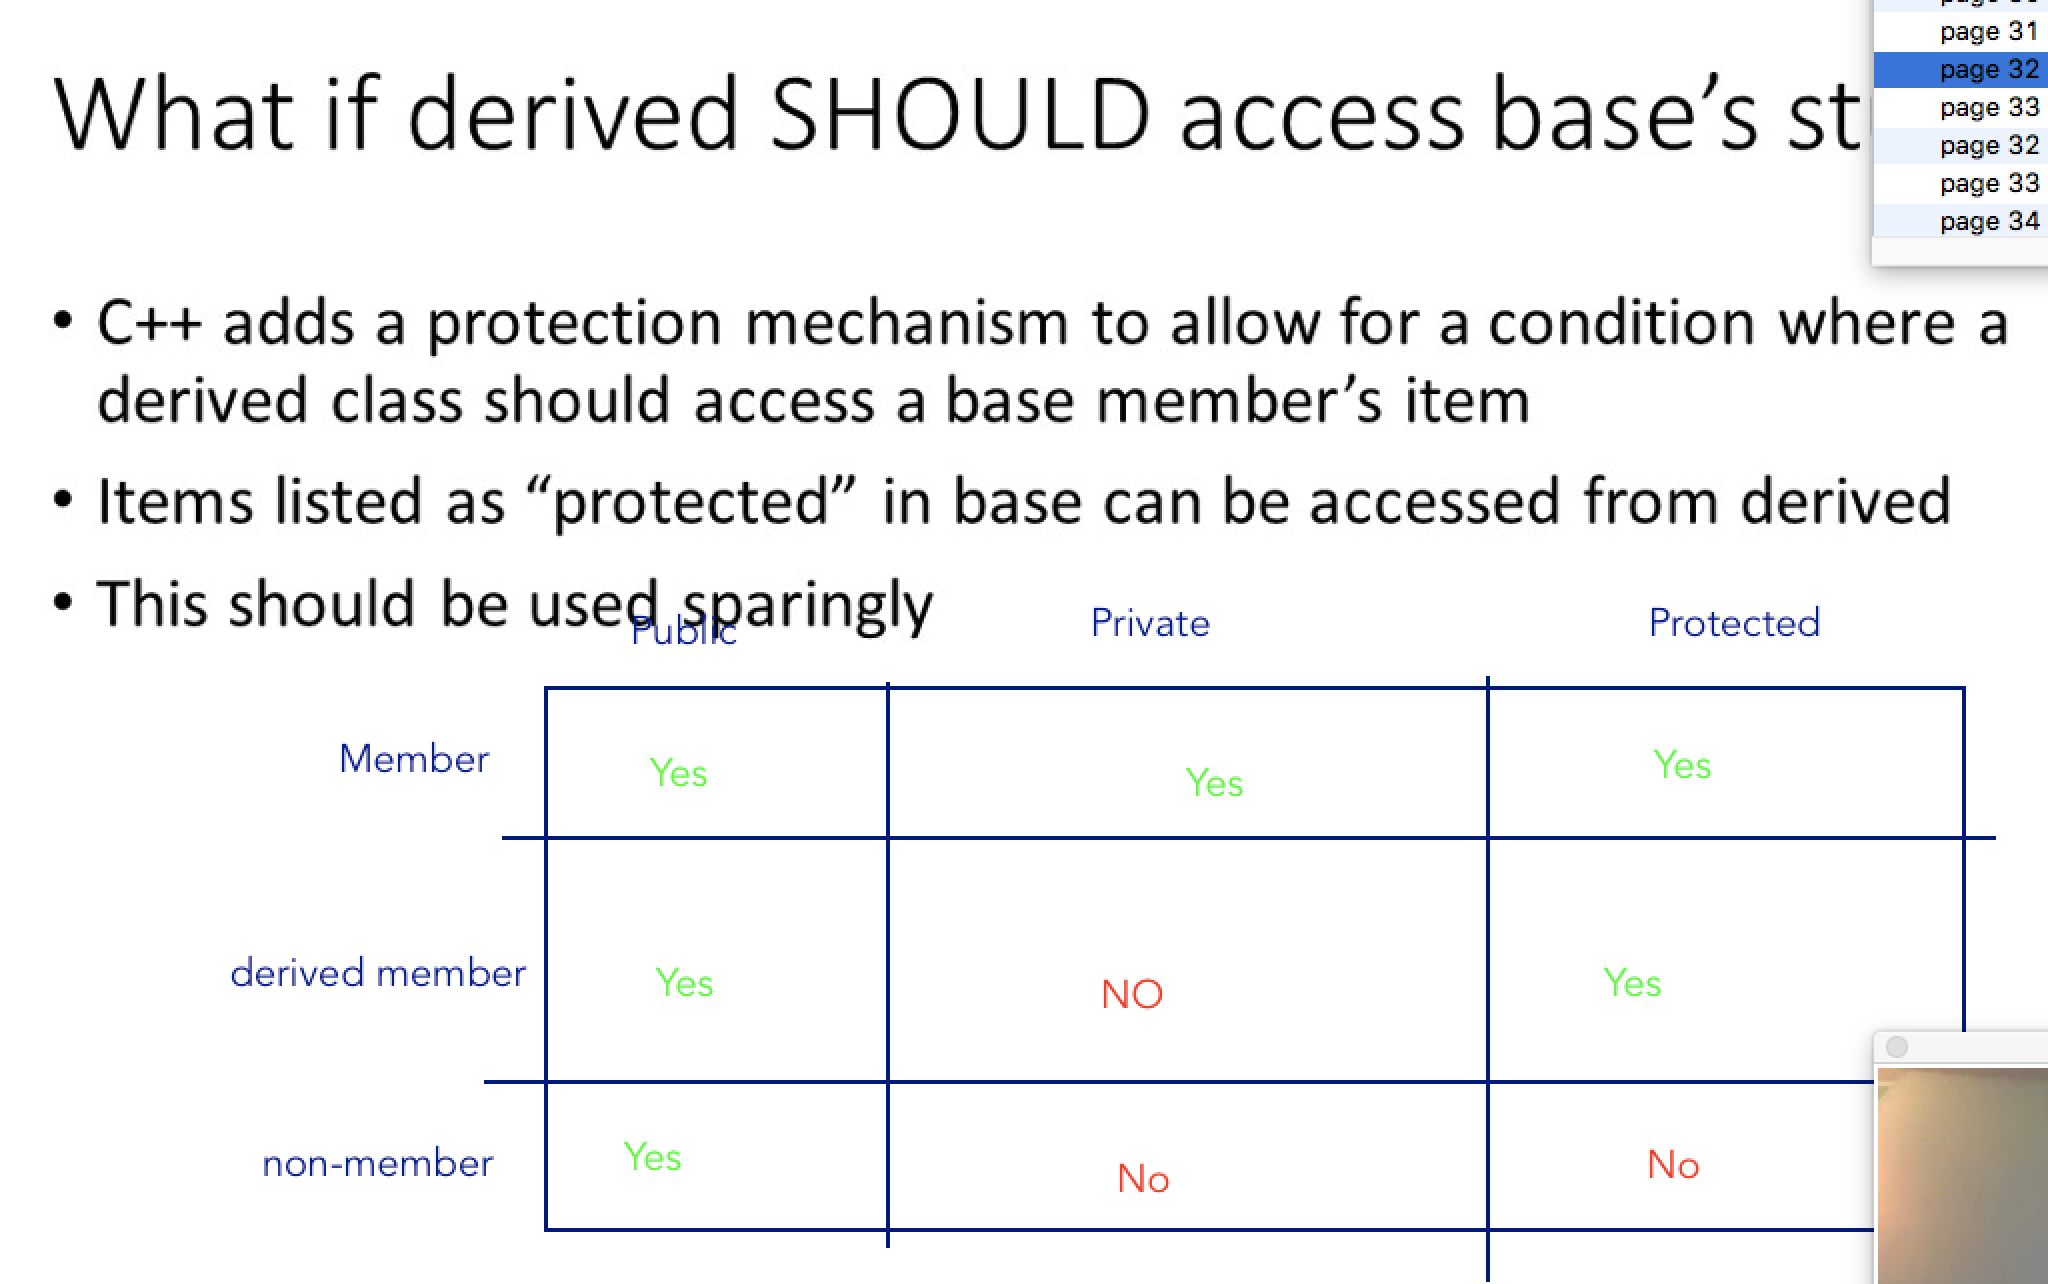 What if derived SHOULD access base’s st
page 31
page 32
page 33
page 32
page 33
page 34
• C++ adds a protection mechanism to allow for a condition where a
derived class should access a base member’s item
• Items listed as “protected” in base can be accessed from derived
• This should be used sparingly
Public Private Protected
Member Yes Yes Yes
derived member Yes NO Yes
non-member Yes No No